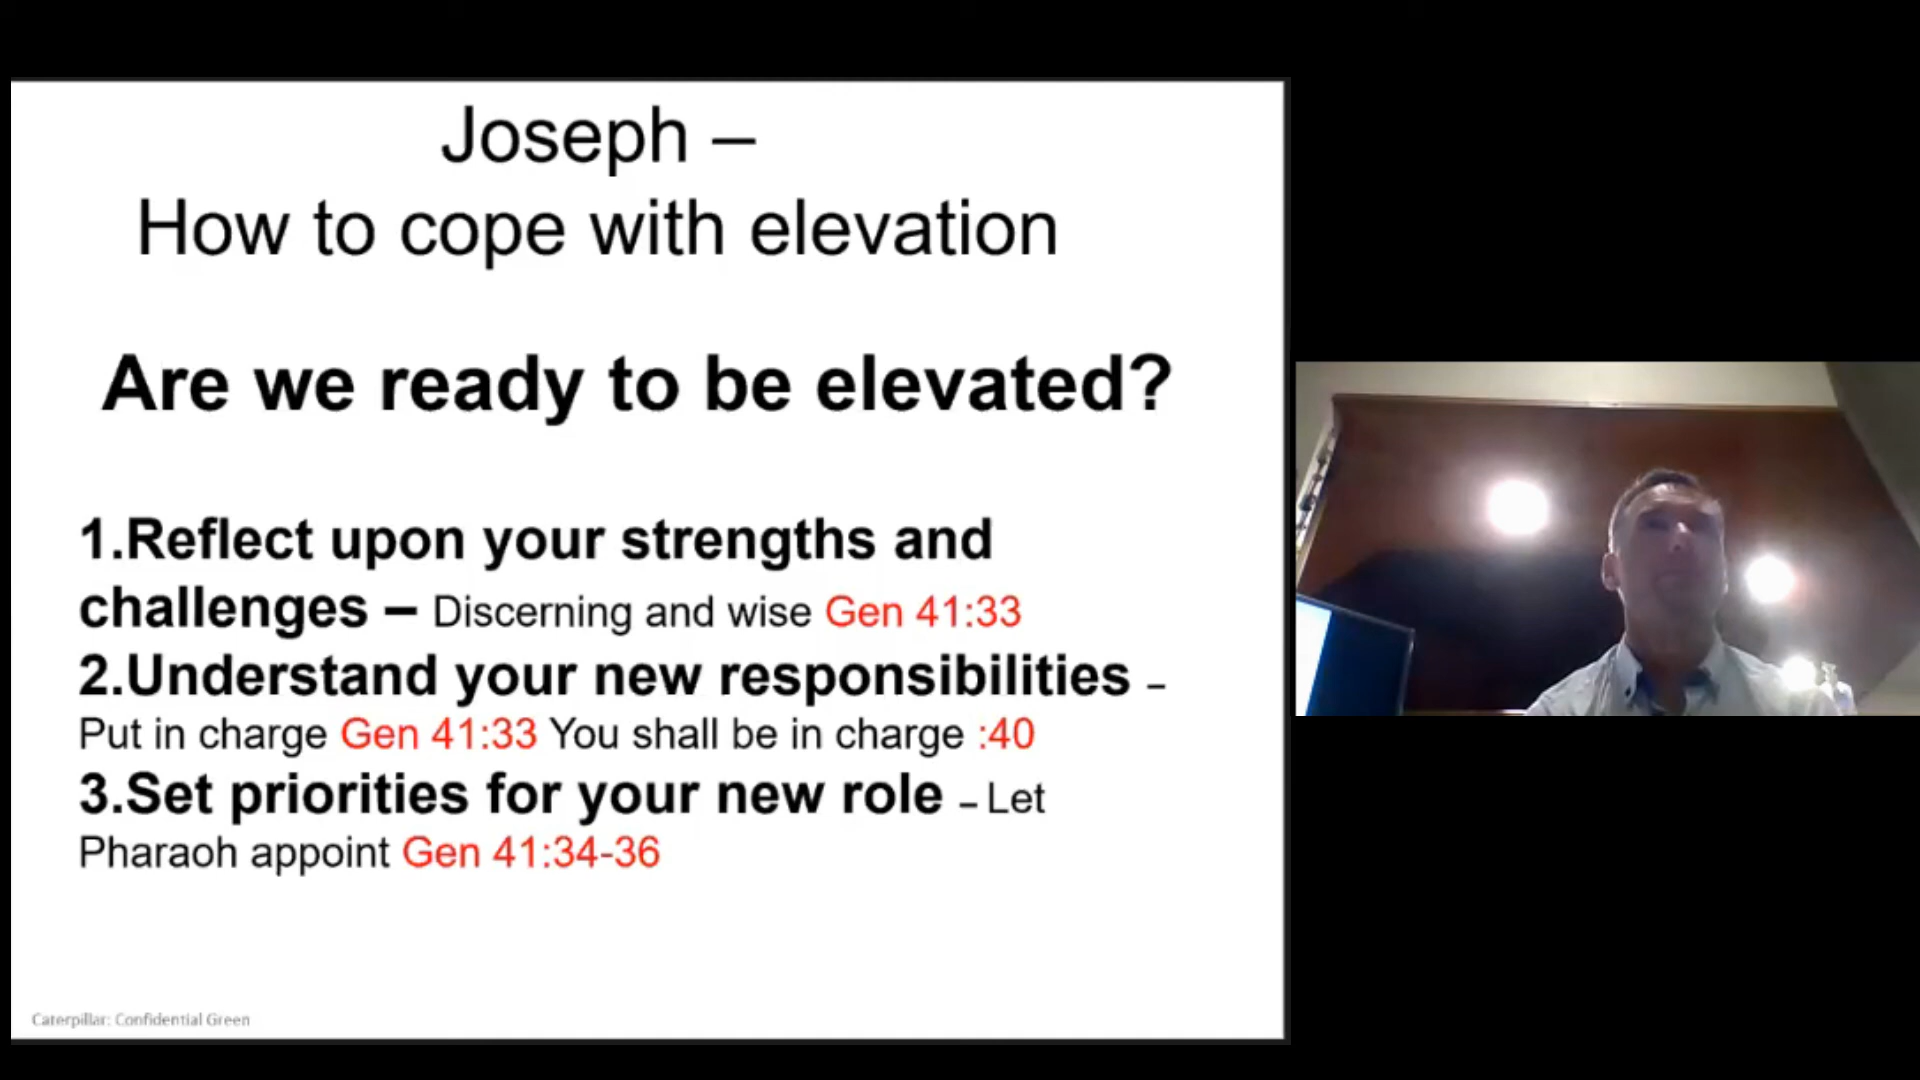 Joseph –
How to cope with elevation
Are we ready to be elevated?
1.Reflect upon your strengths and
challenges – Discerning and wise Gen 41:33
2.Understand your new responsibilities –
Put in charge Gen 41:33 You shall be in charge :40
3.Set priorities for your new role – Let
Pharaoh appoint Gen 41:34-36
Caterpillar: Confidential Green